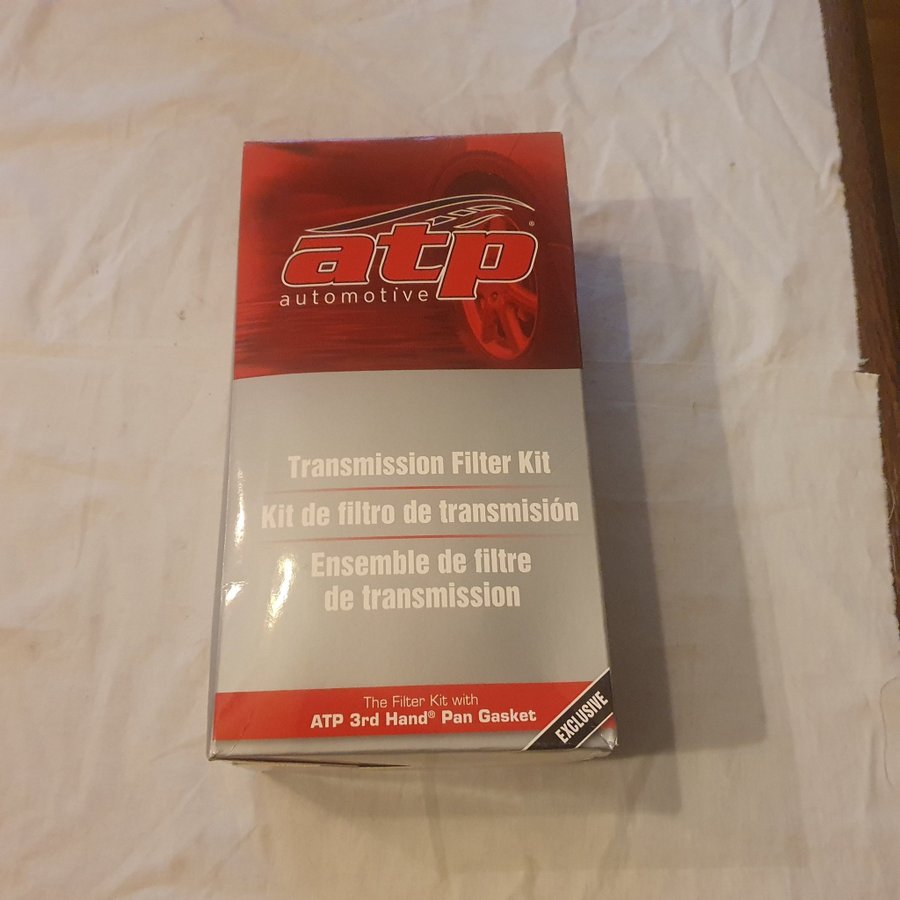 atp®
automotive
Transmission Filter Kit
Kit de filtro de transmisión
Ensemble de filtre
de transmission
The Filter Kit with
ATP 3rd Hand® Pan Gasket
EXCLUSIVE